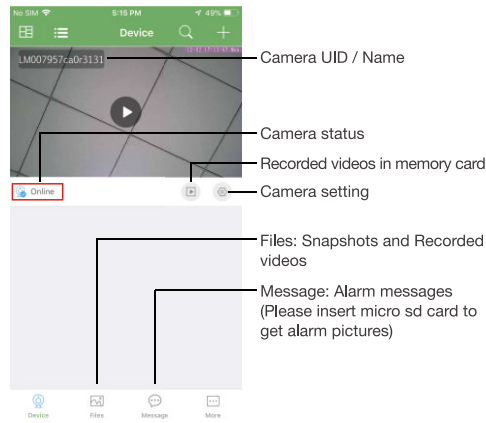 No SIM 5:15 PM 49%
Device
LM007957ca0r3131
Camera UID / Name
Camera status
Recorded videos in memory card
Online
Camera setting
Files: Snapshots and Recorded
videos
Message: Alarm messages
(Please insert micro sd card to
get alarm pictures)
Device Files Message More